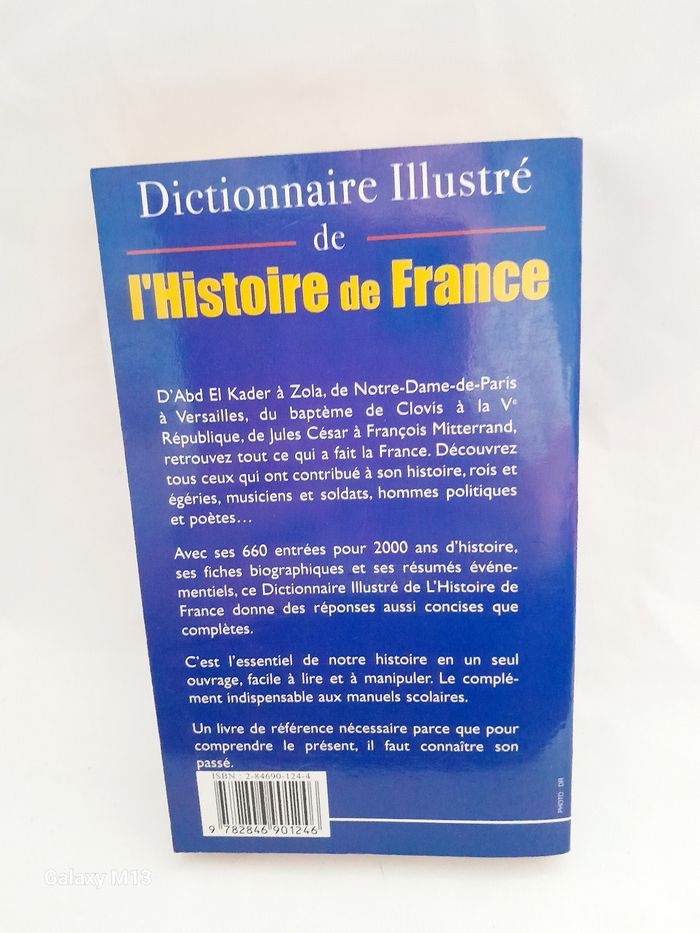 Dictionnaire Illustré
de
l'Histoire de France
D'Abd El Kader à Zola, de Notre-Dame-de-Paris
à Versailles, du baptème de Clovis à la Ve
République, de Jules César à François Mitterrand,
retrouvez tout ce qui a fait la France. Découvrez
tous ceux qui ont contribué à son histoire, rois et
égéries, musiciens et soldats, hommes politiques
et poètes...
Avec ses 660 entrées pour 2000 ans d'histoire,
ses fiches biographiques et ses résumés événe-
mentiels, ce Dictionnaire Illustré de L'Histoire de
France donne des réponses aussi concises que
complètes.
C'est l'essentiel de notre histoire en un seul
ouvrage, facile à lire et à manipuler. Le complé-
ment indispensable aux manuels scolaires.
Un livre de référence nécessaire parce que pour
comprendre le présent, il faut connaître son
passé.
ISBN : 2-84690-124-4
9 782846 901246
PHOTO : DR
Galaxy M13